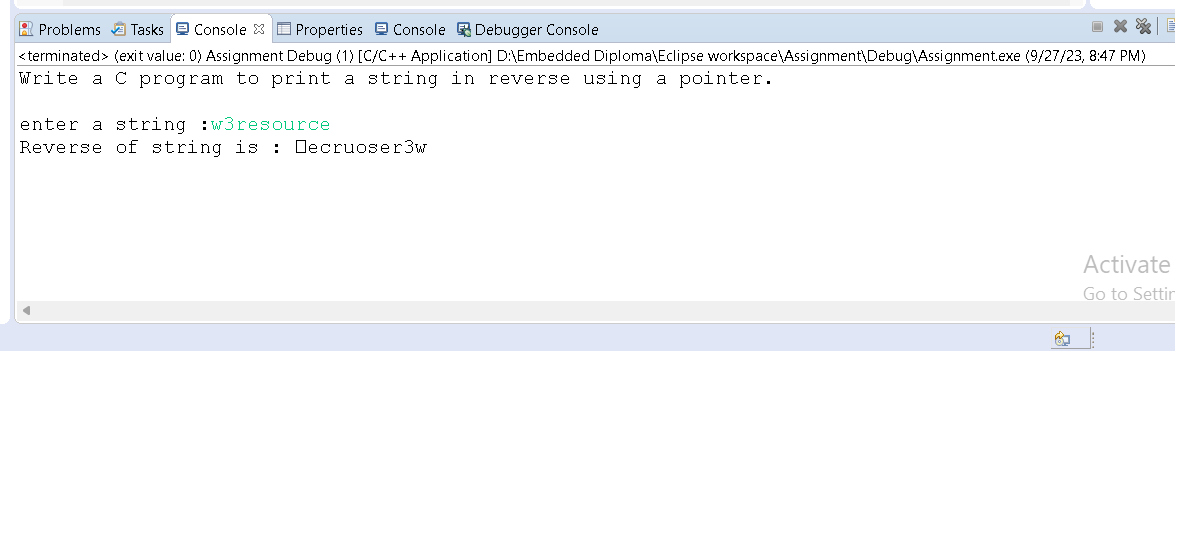 Problems Tasks Console Properties Console Debugger Console
<terminated> (exit value: 0) Assignment Debug (1) [C/C++ Application] D:\Embedded Diploma\Eclipse workspace\Assignment\Debug\Assignment.exe (9/27/23, 8:47 PM)
Write a C program to print a string in reverse using a pointer.
enter a string :w3resource
Reverse of string is : □ecruoser3w
Activate
Go to Settin